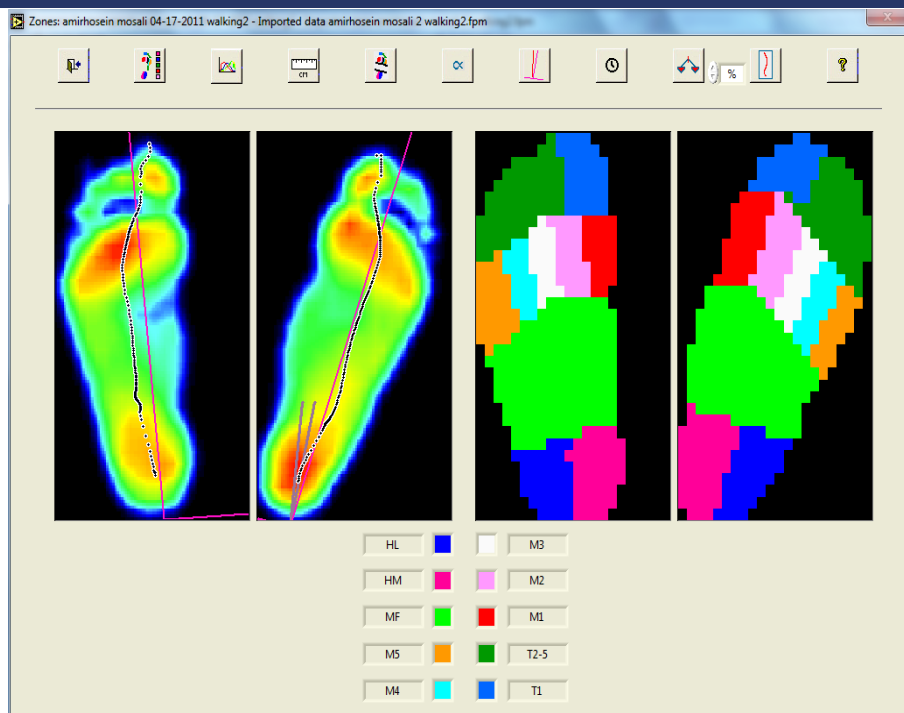 Zones: amirhosein mosali 04-17-2011 walking2 - Imported data amirhosein mosali 2 walking2.fpm
cm
α
%
?
HL
M3
HM
M2
MF
M1
M5
T2-5
M4
T1